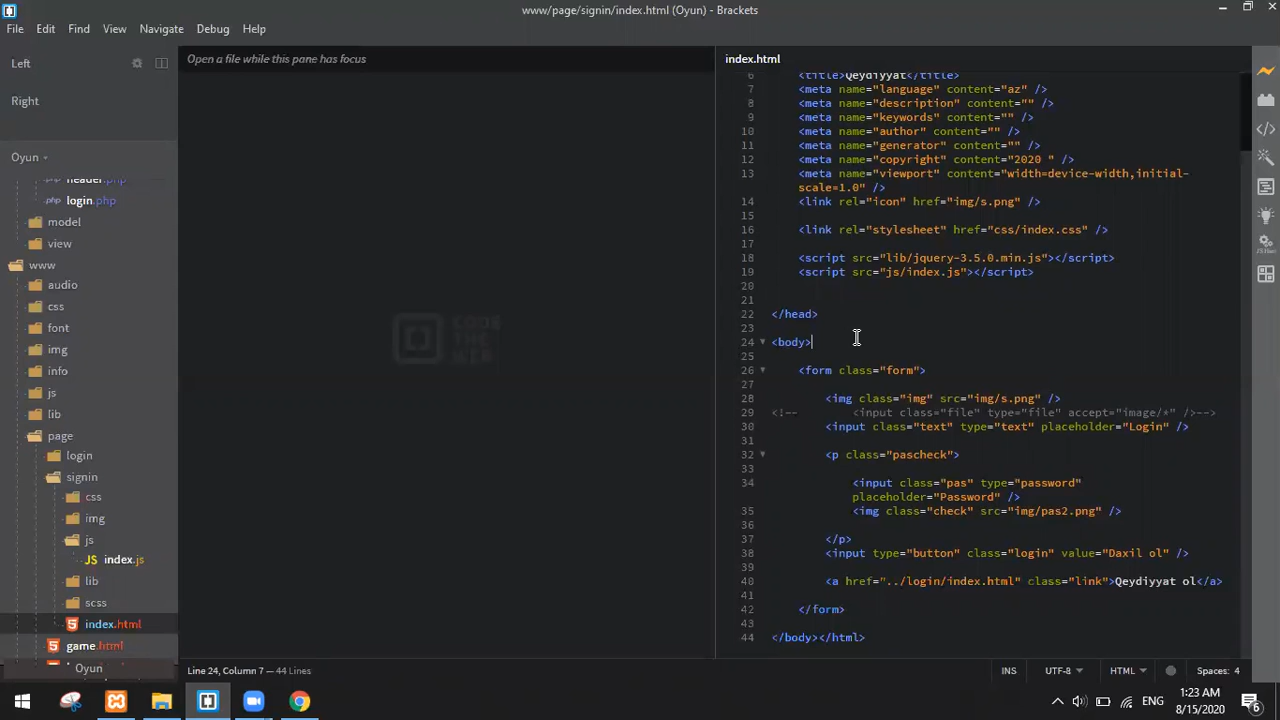 www/page/signin/index.html (Oyun) - Brackets
File Edit Find View Navigate Debug Help
Left
Right
Oyun
header.php
login.php
model
view
www
audio
css
font
img
info
js
lib
page
login
signin
css
img
js
JS index.js
lib
scss
index.html
game.html
Oyun
Open a file while this pane has focus
CODE THE WEB
index.html
6 <title>Qeydiyyat</title>
7 <meta name="language" content="az" />
8 <meta name="description" content="" />
9 <meta name="keywords" content="" />
10 <meta name="author" content="" />
11 <meta name="generator" content="" />
12 <meta name="copyright" content="2020 " />
13 <meta name="viewport" content="width=device-width,initial-
scale=1.0" />
14 <link rel="icon" href="img/s.png" />
15
16 <link rel="stylesheet" href="css/index.css" />
17
18 <script src="lib/jquery-3.5.0.min.js"></script>
19 <script src="js/index.js"></script>
20
21
22 </head>
23
24 <body>
25
26 <form class="form">
27
28 <img class="img" src="img/s.png" />
29 <!-- <input class="file" type="file" accept="image/*" />-->
30 <input class="text" type="text" placeholder="Login" />
31
32 <p class="pascheck">
33
34 <input class="pas" type="password"
placeholder="Password" />
35 <img class="check" src="img/pas2.png" />
36
37 </p>
38 <input type="button" class="login" value="Daxil ol" />
39
40 <a href="../login/index.html" class="link">Qeydiyyat ol</a>
41
42 </form>
43
44 </body></html>
Line 24, Column 7 — 44 Lines
INS UTF-8 HTML Spaces: 4
ENG
1:23 AM
8/15/2020
6